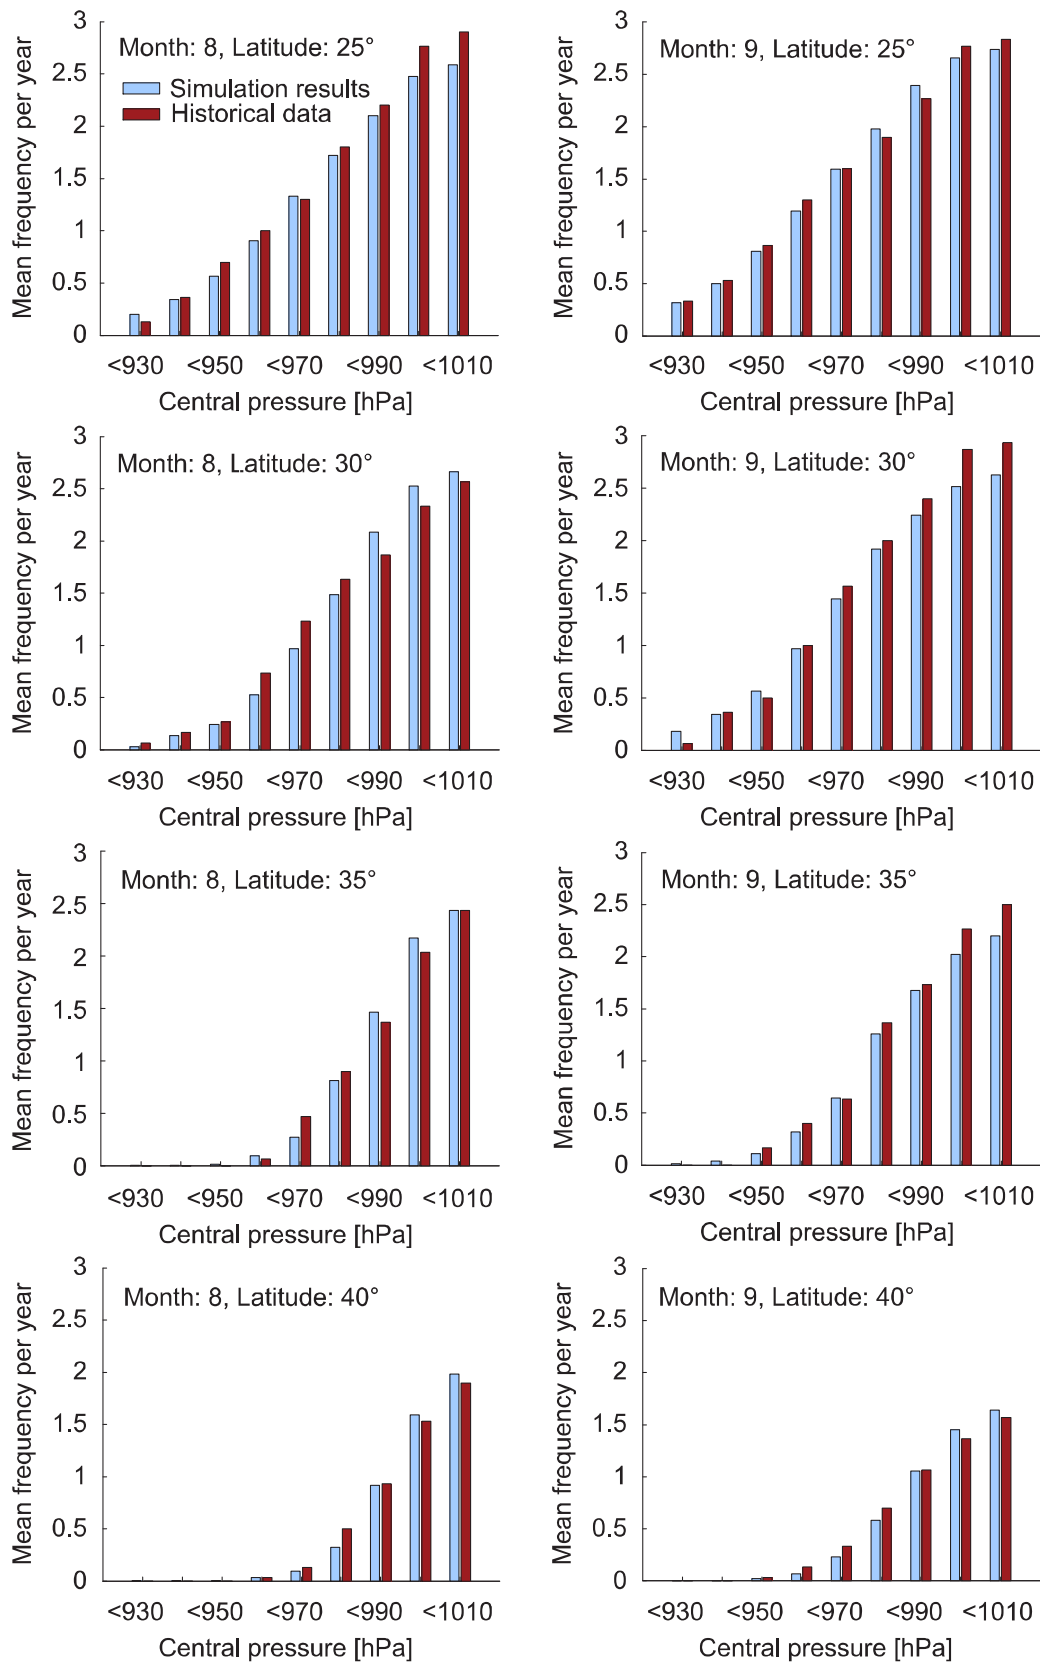 Mean frequency per year
3
2.5
2
1.5
1
0.5
0
Month: 8, Latitude: 25°
Simulation results
Historical data
<930 <950 <970 <990 <1010
Central pressure [hPa]
Mean frequency per year
3
2.5
2
1.5
1
0.5
0
Month: 9, Latitude: 25°
<930 <950 <970 <990 <1010
Central pressure [hPa]
Mean frequency per year
3
2.5
2
1.5
1
0.5
0
Month: 8, Latitude: 30°
<930 <950 <970 <990 <1010
Central pressure [hPa]
Mean frequency per year
3
2.5
2
1.5
1
0.5
0
Month: 9, Latitude: 30°
<930 <950 <970 <990 <1010
Central pressure [hPa]
Mean frequency per year
3
2.5
2
1.5
1
0.5
0
Month: 8, Latitude: 35°
<930 <950 <970 <990 <1010
Central pressure [hPa]
Mean frequency per year
3
2.5
2
1.5
1
0.5
0
Month: 9, Latitude: 35°
<930 <950 <970 <990 <1010
Central pressure [hPa]
Mean frequency per year
3
2.5
2
1.5
1
0.5
0
Month: 8, Latitude: 40°
<930 <950 <970 <990 <1010
Central pressure [hPa]
Mean frequency per year
3
2.5
2
1.5
1
0.5
0
Month: 9, Latitude: 40°
<930 <950 <970 <990 <1010
Central pressure [hPa]